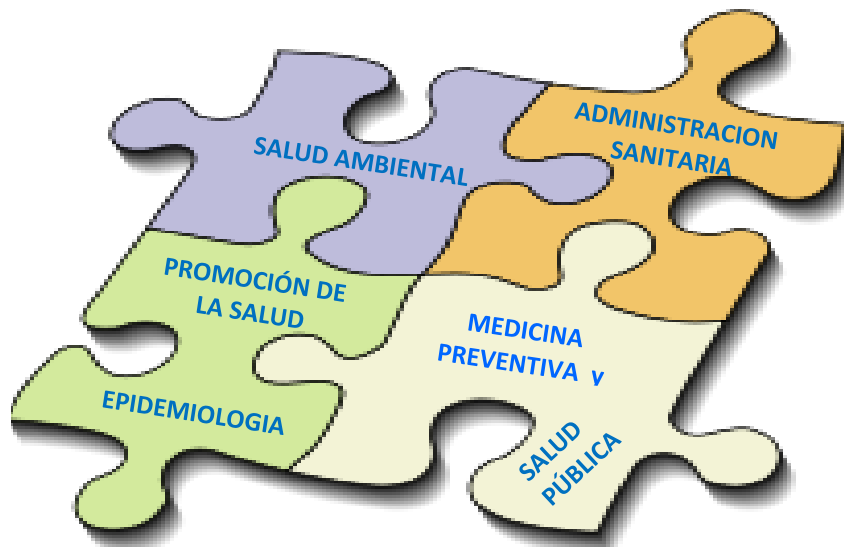 SALUD AMBIENTAL
ADMINISTRACION
SANITARIA
PROMOCIÓN DE
LA SALUD
MEDICINA
PREVENTIVA y
EPIDEMIOLOGIA
SALUD
PÚBLICA